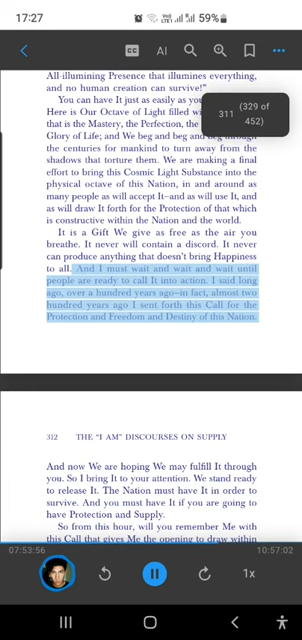 17:27
59%
CC
AI
All-illumining Presence that illumines everything,
and no human creation can survive!"
You can have It just as easily as you
Here is Our Octave of Light filled wi
that is the Mastery, the Perfection, the
Glory of Life; and We beg and beg and beg through
the centuries for mankind to turn away from the
shadows that torture them. We are making a final
effort to bring this Cosmic Light Substance into the
physical octave of this Nation, in and around as
many people as will accept It–and as will use It, and
as will draw It forth for the Protection of that which
is constructive within the Nation and the world.
It is a Gift We give as free as the air you
breathe. It never will contain a discord. It never
can produce anything that doesn't bring Happiness
to all. And I must wait and wait and wait until
people are ready to call It into action. I said long
ago, over a hundred years ago–in fact, almost two
hundred years ago I sent forth this Call for the
Protection and Freedom and Destiny of this Nation.
311 (329 of
452)
312 THE "I AM" DISCOURSES ON SUPPLY
And now We are hoping We may fulfill It through
you. So I bring It to your attention. We stand ready
to release It. The Nation must have It in order to
survive. And you must have It if you are going to
have Protection and Supply.
So from this hour, will you remember Me with
this Call that gives Me the opening to draw within
07:53:56
10:57:02
1x